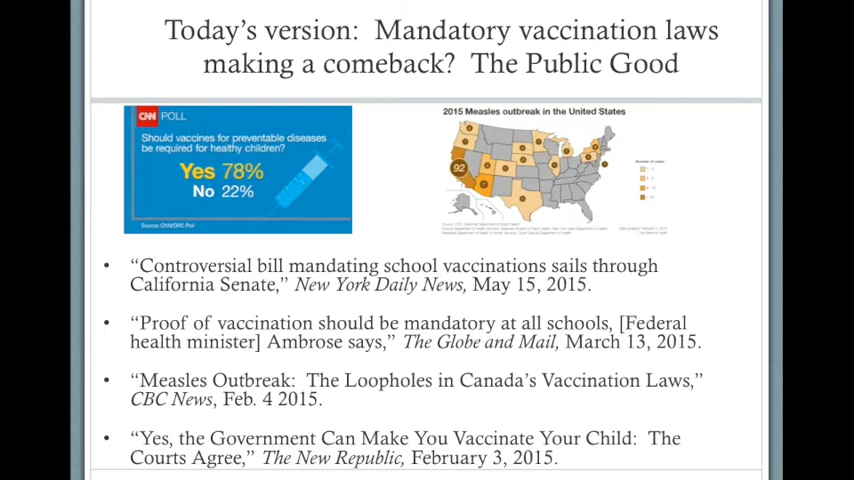 Today's version: Mandatory vaccination laws
making a comeback? The Public Good
CNN POLL
Should vaccines for preventable diseases
be required for healthy children?
Yes 78%
No 22%
Source: CNN/ORC Poll
2015 Measles outbreak in the United States
92
• "Controversial bill mandating school vaccinations sails through
California Senate," New York Daily News, May 15, 2015.
• "Proof of vaccination should be mandatory at all schools, [Federal
health minister] Ambrose says," The Globe and Mail, March 13, 2015.
• "Measles Outbreak: The Loopholes in Canada's Vaccination Laws,"
CBC News, Feb. 4 2015.
• "Yes, the Government Can Make You Vaccinate Your Child: The
Courts Agree," The New Republic, February 3, 2015.